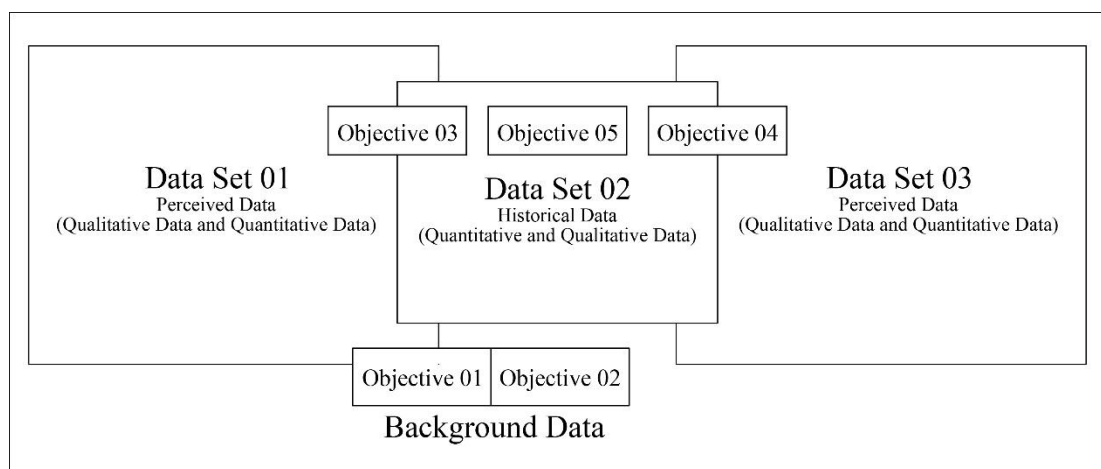 Objective 03
Objective 05
Objective 04
Data Set 01
Perceived Data
(Qualitative Data and Quantitative Data)
Data Set 02
Historical Data
(Quantitative and Qualitative Data)
Data Set 03
Perceived Data
(Qualitative Data and Quantitative Data)
Objective 01
Objective 02
Background Data